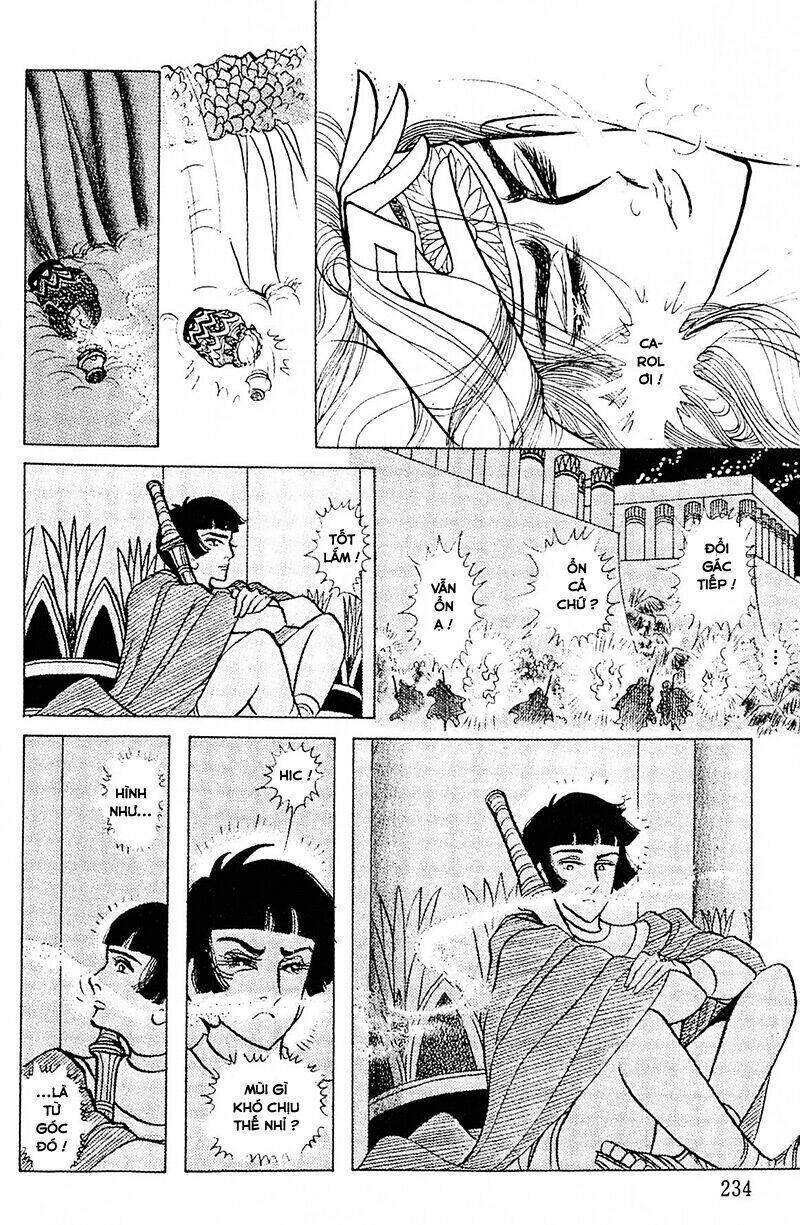 CA-
ROL
ƠI !
ĐỔI
GÁC
TIẾP !
...
ỔN
CẢ
CHỨ ?
VẪN
ỔN
Ạ !
TỐT
LẮM !
HIC !
MÙI GÌ
KHÓ CHỊU
THẾ NHỈ ?
HÌNH
NHƯ...
...LÀ
TỪ
GÓC
ĐÓ !
234